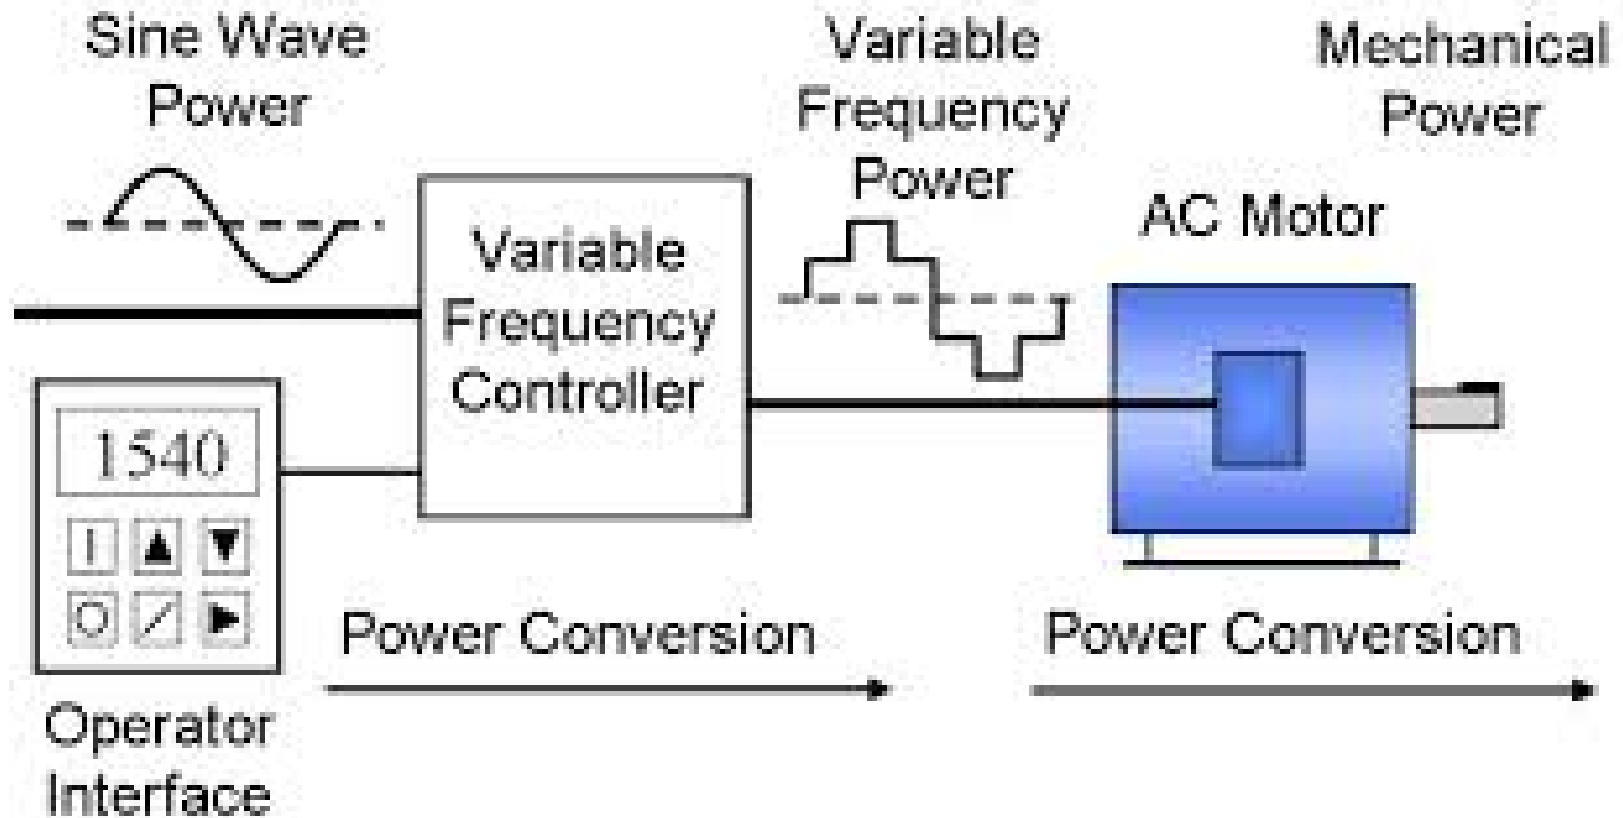 Sine Wave
Power
Variable
Frequency
Power
Mechanical
Power
AC Motor
Variable
Frequency
Controller
1540
Power Conversion
Power Conversion
Operator
Interface